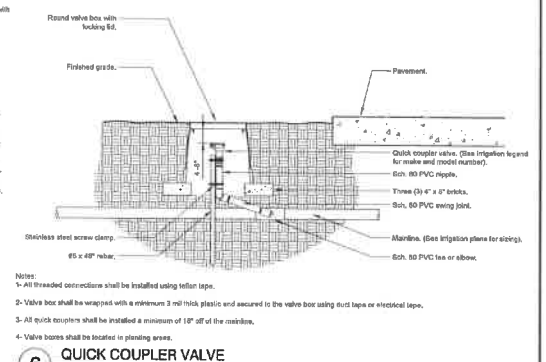 Round valve box with
locking lid.
Finished grade.
Pavement.
4-8"
Quick coupler valve. (See irrigation legend
for make and model number).
Sch. 80 PVC nipple.
Three (3) 4" x 8" bricks.
Sch. 80 PVC swing joint.
Stainless steel screw clamp.
Mainline. (See irrigation plans for sizing).
#5 x 48" rebar.
Sch. 80 PVC tee or elbow.
Notes:
1- All threaded connections shall be installed using teflon tape.
2- Valve box shall be wrapped with a minimum 3 mil thick plastic and secured to the valve box using duct tape or electrical tape.
3- All quick couplers shall be installed a minimum of 18" off of the mainline.
4- Valve boxes shall be located in planting areas.
QUICK COUPLER VALVE